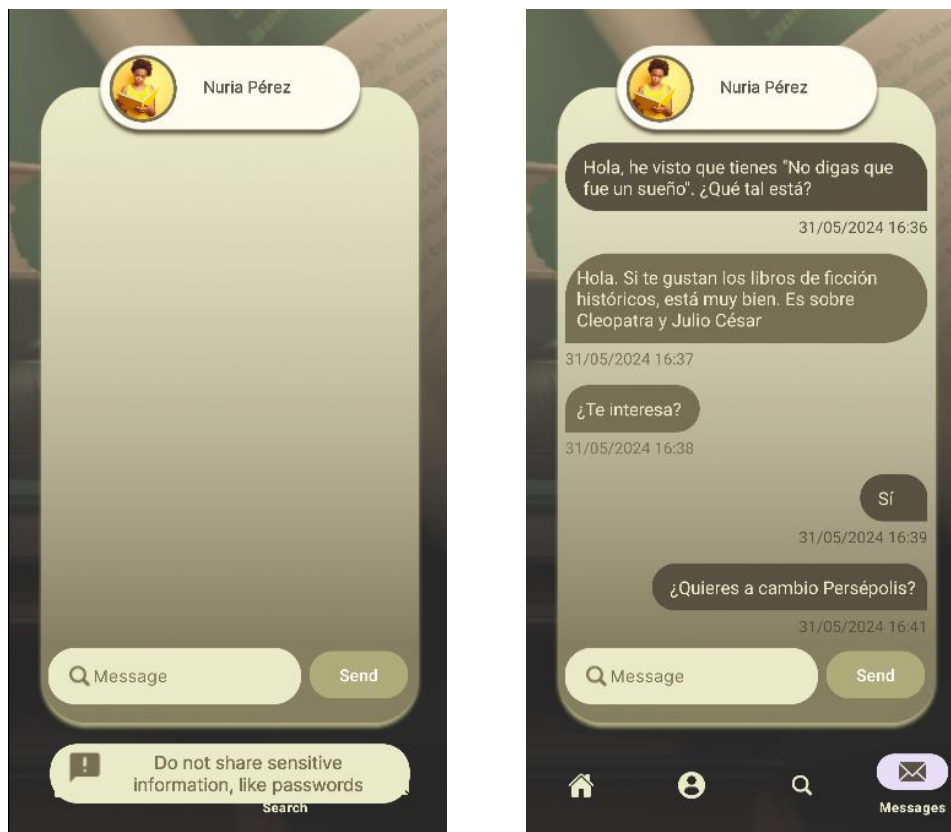 Nuria Pérez
Message
Send
Do not share sensitive
information, like passwords
Search
Nuria Pérez
Hola, he visto que tienes "No digas que
fue un sueño". ¿Qué tal está?
31/05/2024 16:36
Hola. Si te gustan los libros de ficción
históricos, está muy bien. Es sobre
Cleopatra y Julio César
31/05/2024 16:37
¿Te interesa?
31/05/2024 16:38
Sí
31/05/2024 16:39
¿Quieres a cambio Persépolis?
31/05/2024 16:41
Message
Send
Messages